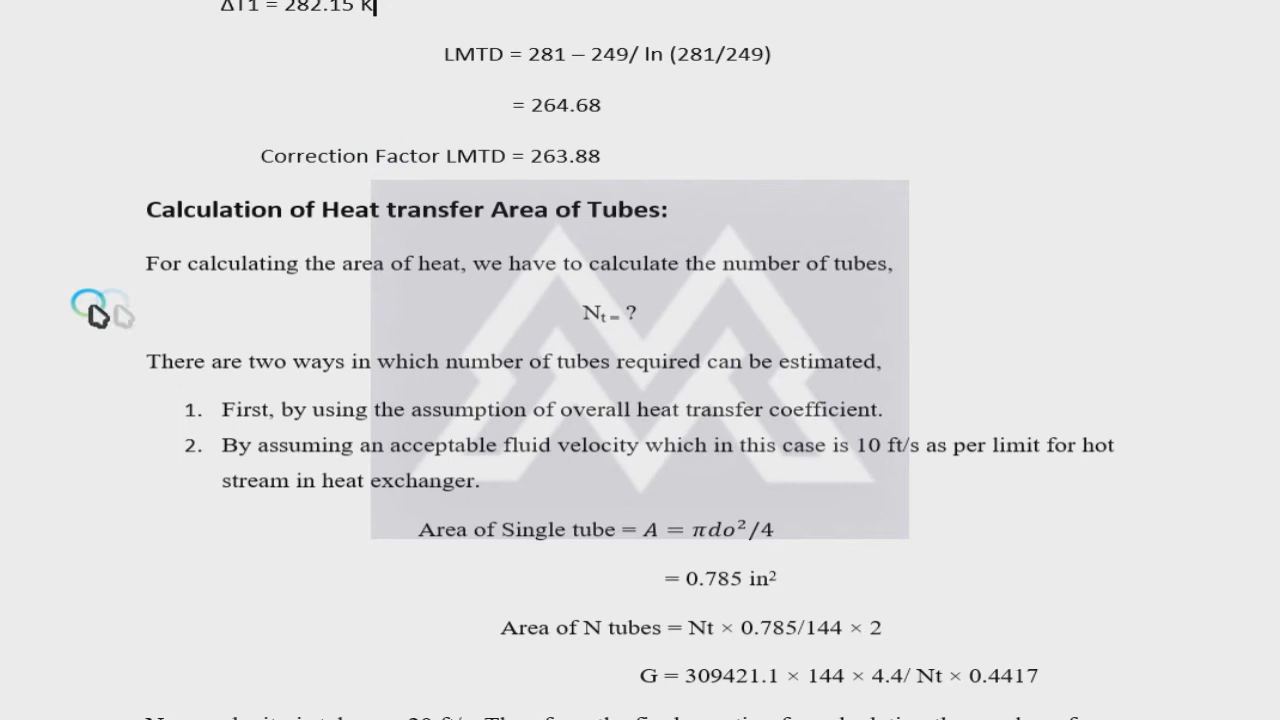 ΔT1 = 282.15 K
LMTD = 281 – 249/ ln (281/249)
= 264.68
Correction Factor LMTD = 263.88
Calculation of Heat transfer Area of Tubes:
For calculating the area of heat, we have to calculate the number of tubes,
Nt = ?
There are two ways in which number of tubes required can be estimated,
1. First, by using the assumption of overall heat transfer coefficient.
2. By assuming an acceptable fluid velocity which in this case is 10 ft/s as per limit for hot
stream in heat exchanger.
Area of Single tube = A = πdo²/4
= 0.785 in²
Area of N tubes = Nt × 0.785/144 × 2
G = 309421.1 × 144 × 4.4/ Nt × 0.4417